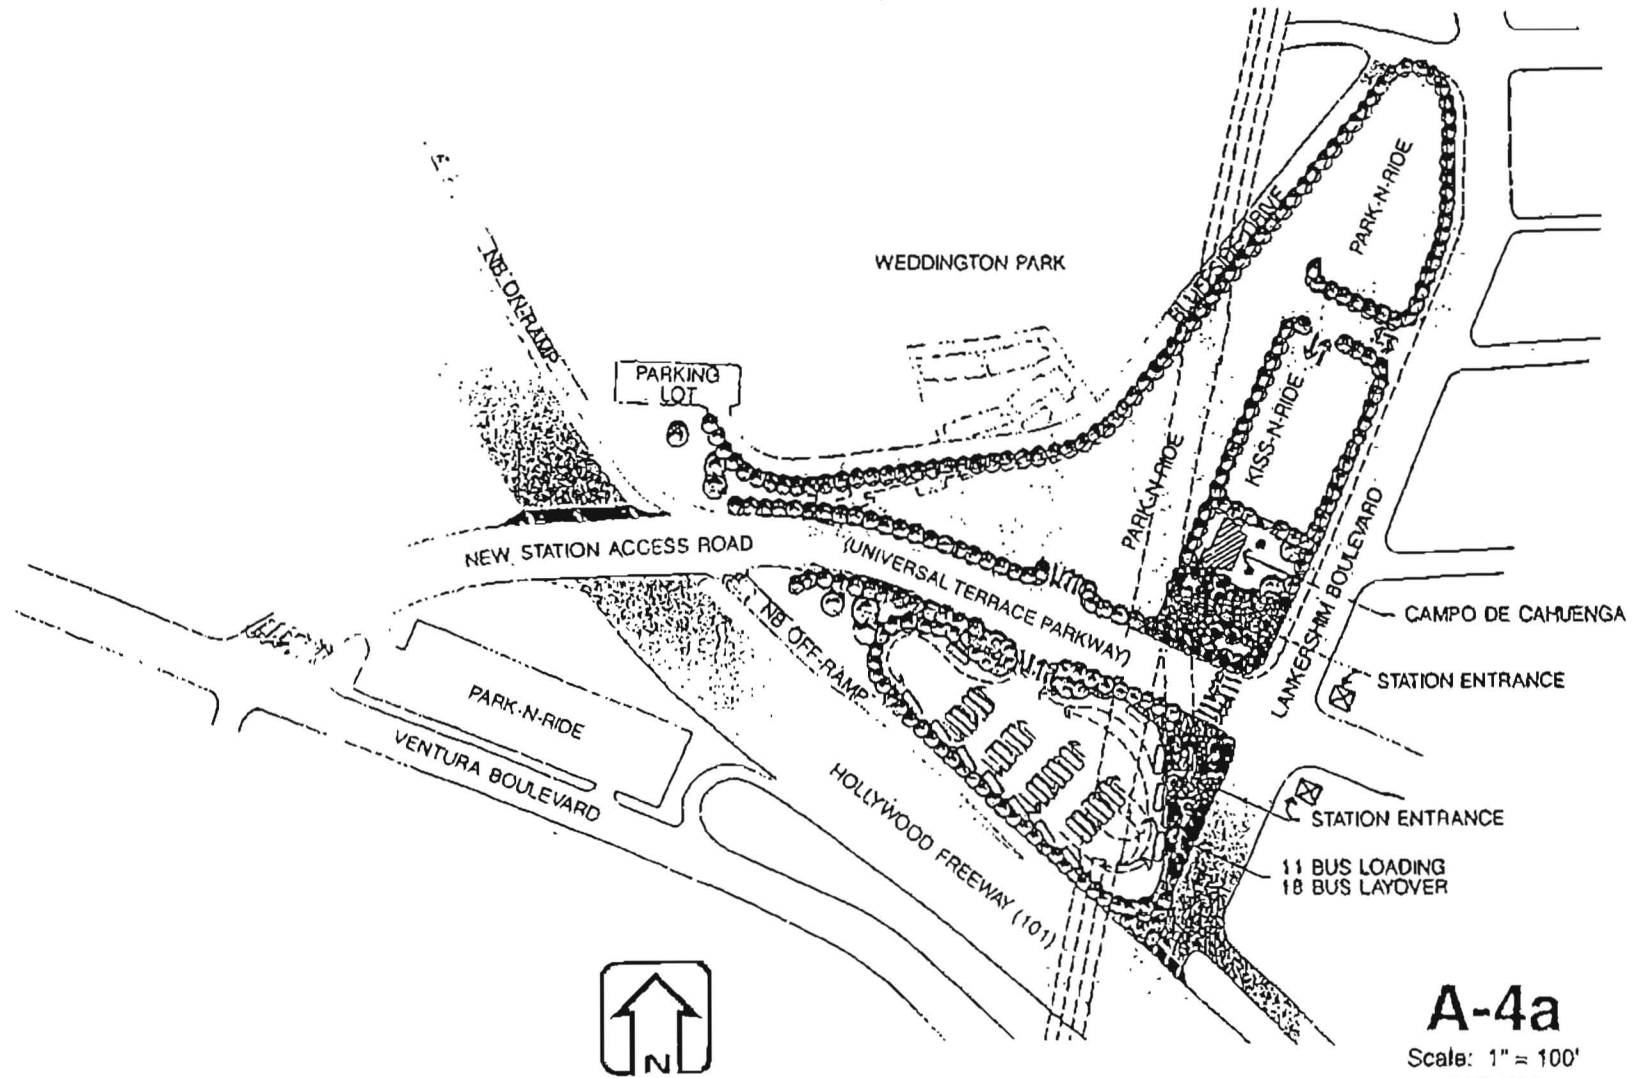 PARK-N-RIDE
BLUFFSIDE DRIVE
WEDDINGTON PARK
NB ON-RAMP
PARKING
LOT
KISS-N-RIDE
PARK-N-RIDE
NEW STATION ACCESS ROAD
(UNIVERSAL TERRACE PARKWAY)
LANKERSHIM BOULEVARD
CAMPO DE CAHUENGA
NB OFF-RAMP
STATION ENTRANCE
PARK-N-RIDE
VENTURA BOULEVARD
HOLLYWOOD FREEWAY (101)
STATION ENTRANCE
11 BUS LOADING
18 BUS LAYOVER
N
A-4a
Scale: 1" = 100'